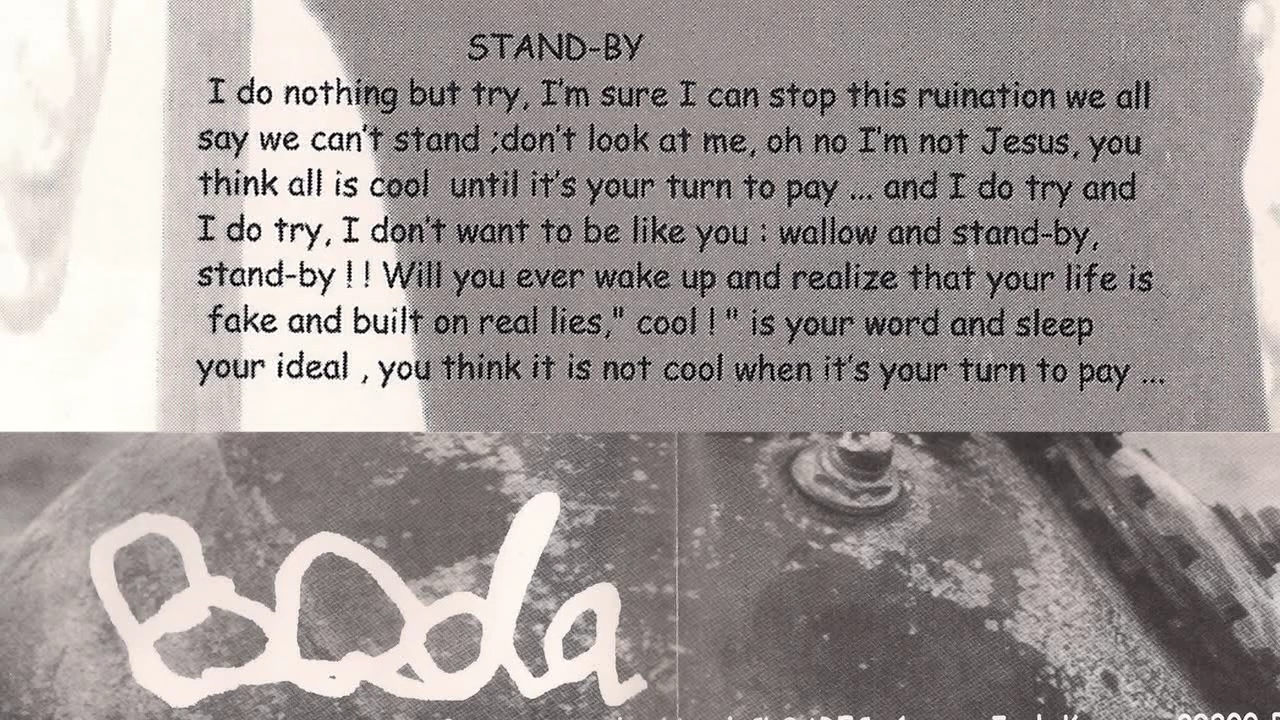 STAND-BY
I do nothing but try, I'm sure I can stop this ruination we all
say we can't stand ;don't look at me, oh no I'm not Jesus, you
think all is cool  until it's your turn to pay ... and I do try and
I do try, I don't want to be like you : wallow and stand-by,
stand-by ! ! Will you ever wake up and realize that your life is
fake and built on real lies," cool ! " is your word and sleep
your ideal , you think it is not cool when it's your turn to pay ...
Boda